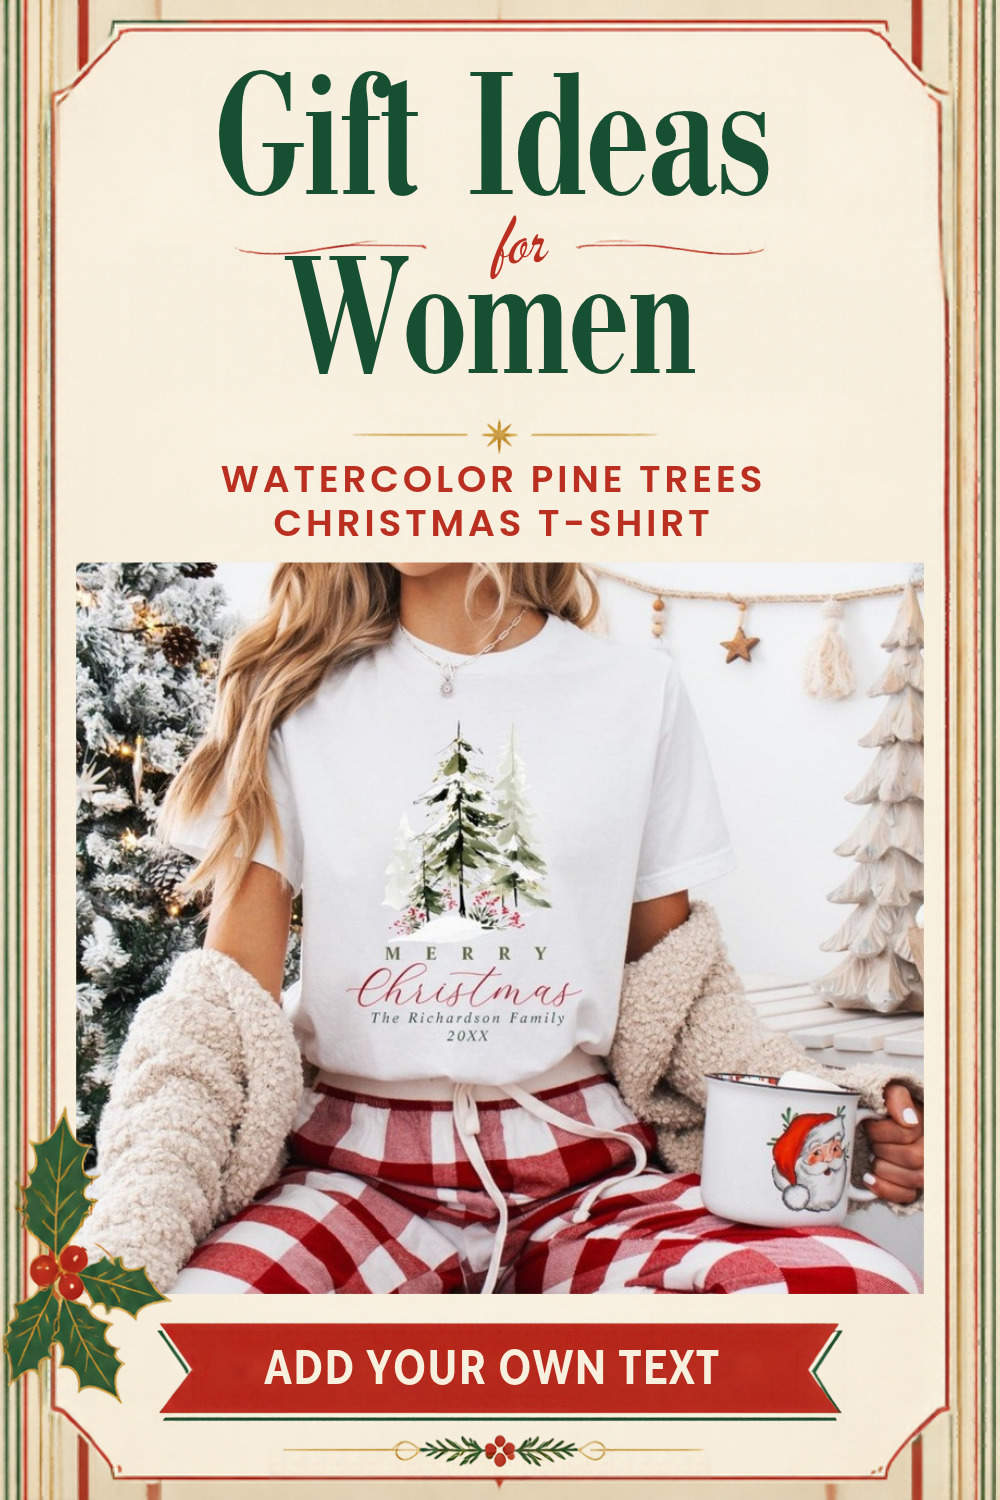 Gift Ideas
for
Women
WATERCOLOR PINE TREES
CHRISTMAS T-SHIRT
MERRY
Christmas
The Richardson Family
20XX
ADD YOUR OWN TEXT